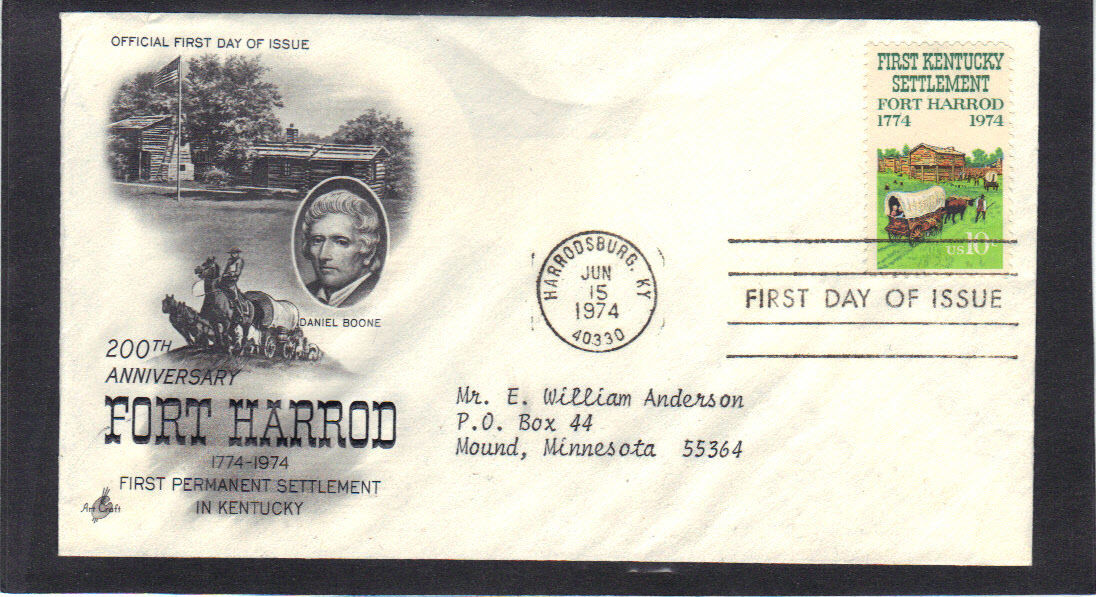 OFFICIAL FIRST DAY OF ISSUE
DANIEL BOONE
200TH
ANNIVERSARY
FORT HARROD
1774-1974
FIRST PERMANENT SETTLEMENT
IN KENTUCKY
Art Craft
HARRODSBURG, KY
JUN
15
1974
40330
FIRST KENTUCKY
SETTLEMENT
FORT HARROD
1774 1974
US 10c
FIRST DAY OF ISSUE
Mr. E. William Anderson
P.O. Box 44
Mound, Minnesota 55364